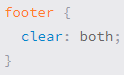 footer {
  clear: both;
}